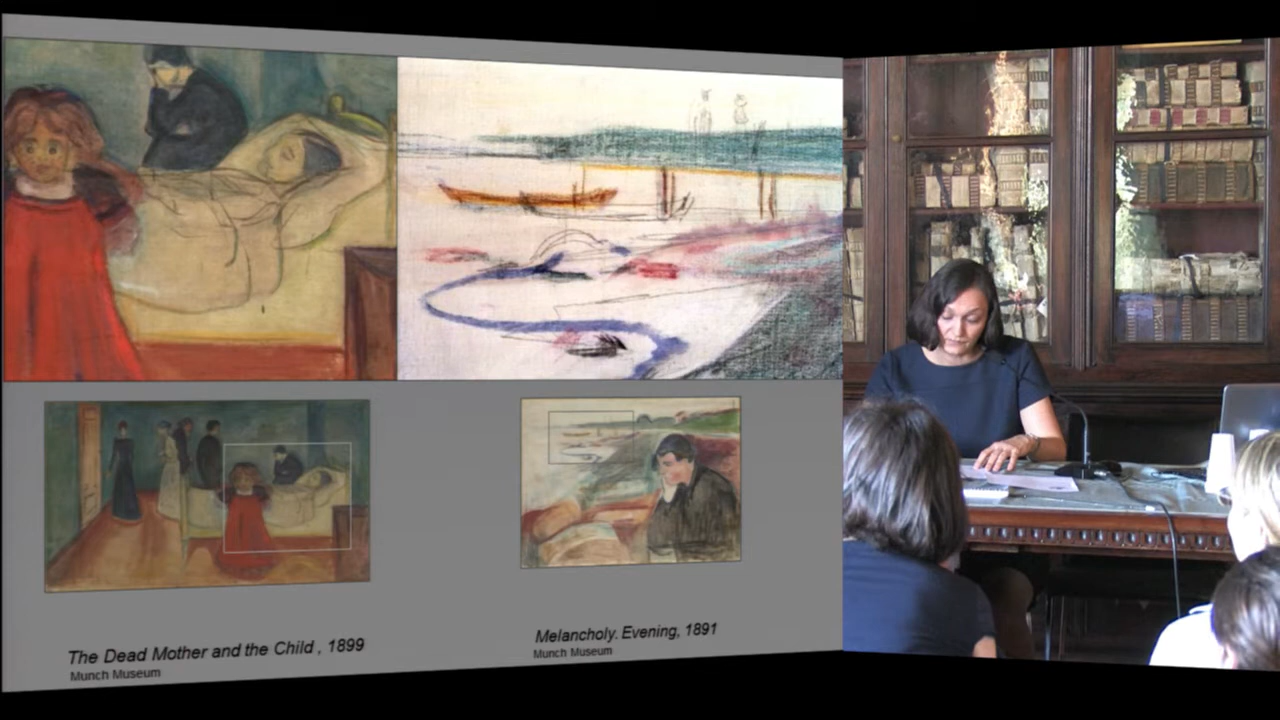 The Dead Mother and the Child , 1899
Munch Museum
Melancholy. Evening, 1891
Munch Museum